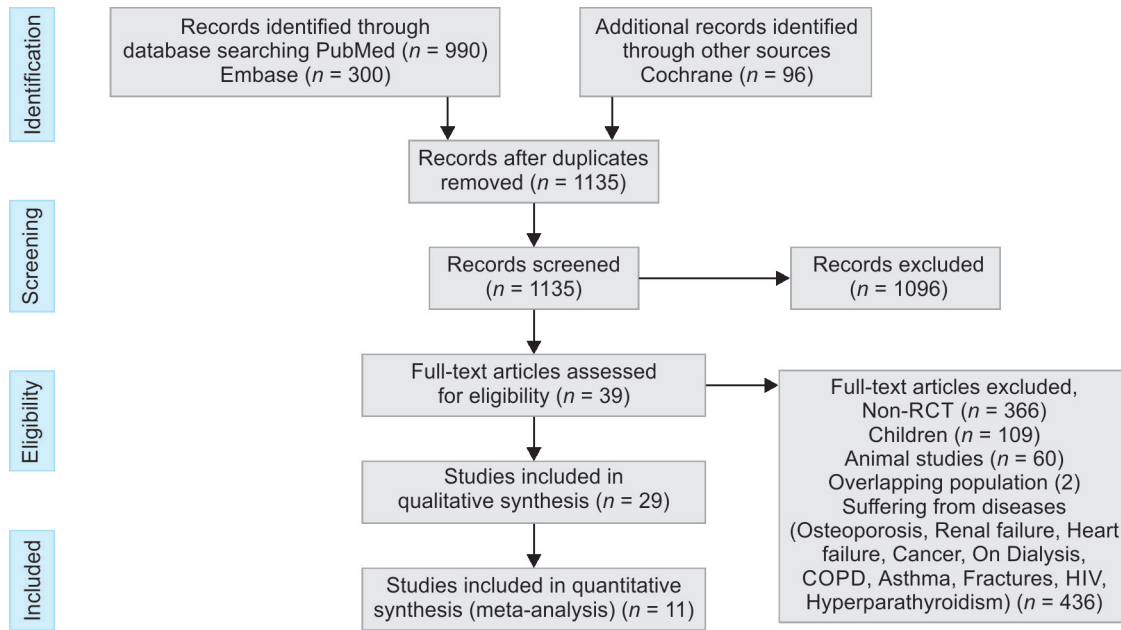 Identification
Records identified through
database searching PubMed (n = 990)
Embase (n = 300)
Additional records identified
through other sources
Cochrane (n = 96)
Records after duplicates
removed (n = 1135)
Screening
Records screened
(n = 1135)
Records excluded
(n = 1096)
Eligibility
Full-text articles assessed
for eligibility (n = 39)
Full-text articles excluded,
Non-RCT (n = 366)
Children (n = 109)
Animal studies (n = 60)
Overlapping population (2)
Suffering from diseases
(Osteoporosis, Renal failure, Heart
failure, Cancer, On Dialysis,
COPD, Asthma, Fractures, HIV,
Hyperparathyroidism) (n = 436)
Studies included in
qualitative synthesis (n = 29)
Included
Studies included in quantitative
synthesis (meta-analysis) (n = 11)